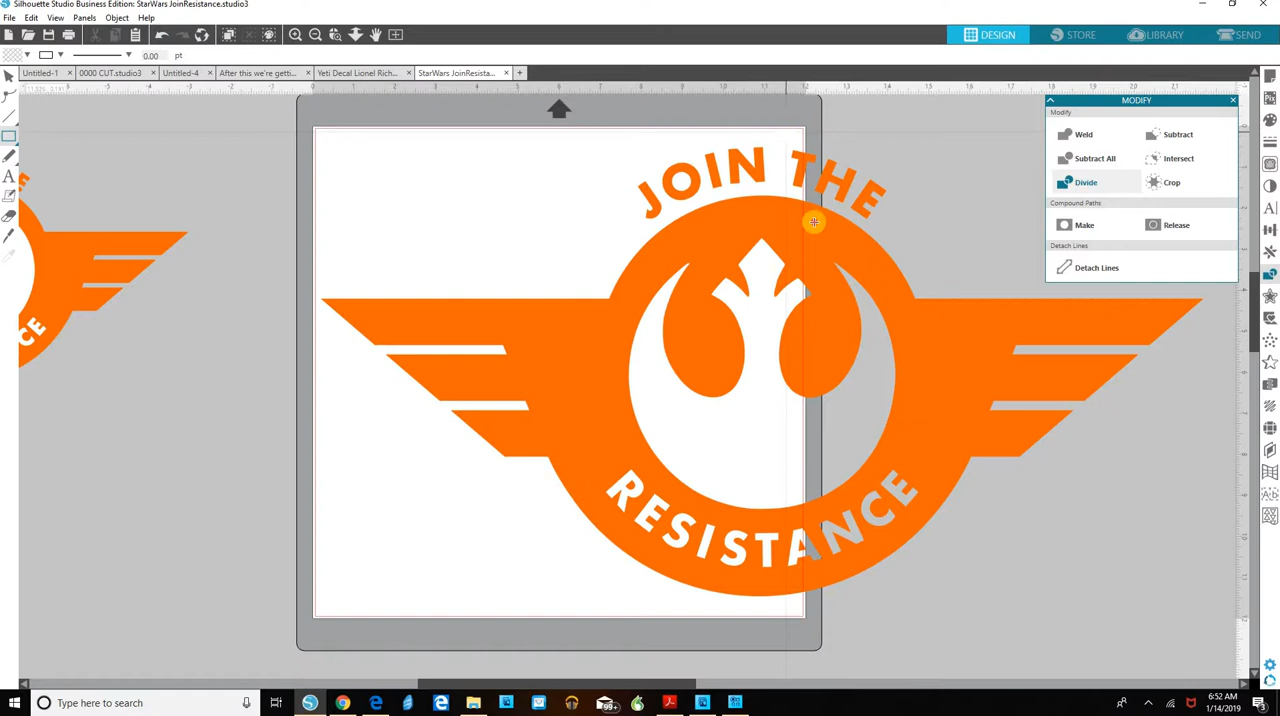 Silhouette Studio Business Edition: StarWars JoinResistance.studio3
File Edit View Panels Object Help
DESIGN STORE LIBRARY SEND
0.00 pt
Untitled-1 × 0000 CUT.studio3 × Untitled-4 × After this we're getti... × Yeti Decal Lionel Rich... × StarWars JoinResista... × +
MODIFY
Modify
Weld Subtract
Subtract All Intersect
Divide Crop
Compound Paths
Make Release
Detach Lines
Detach Lines
JOIN THE
RESISTANCE
CE
Type here to search
99+
6:52 AM
1/14/2019